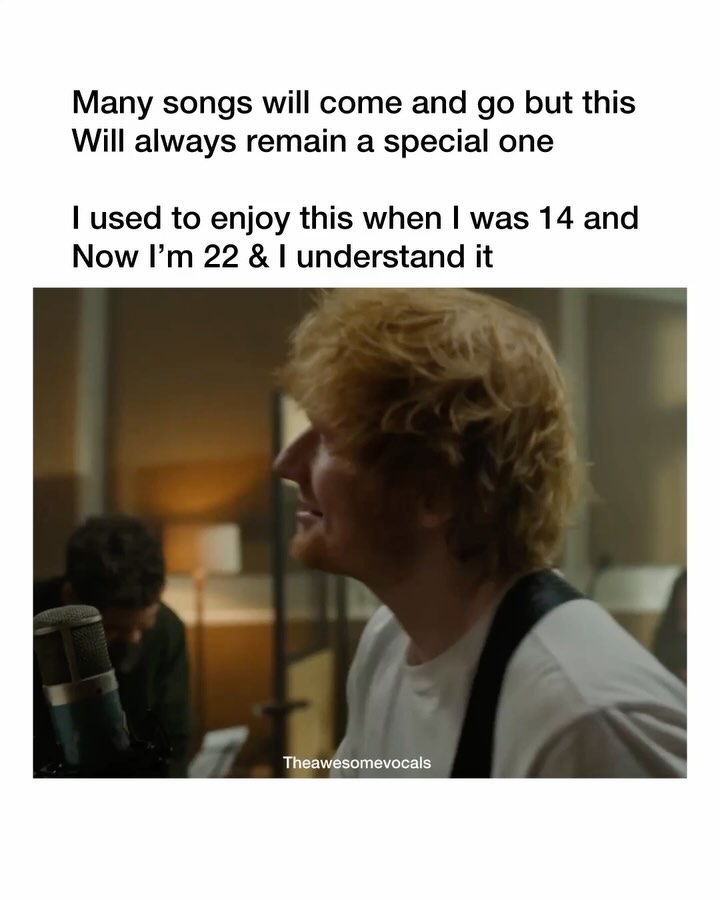 Many songs will come and go but this
Will always remain a special one
I used to enjoy this when I was 14 and
Now I’m 22 & I understand it
Theawesomevocals